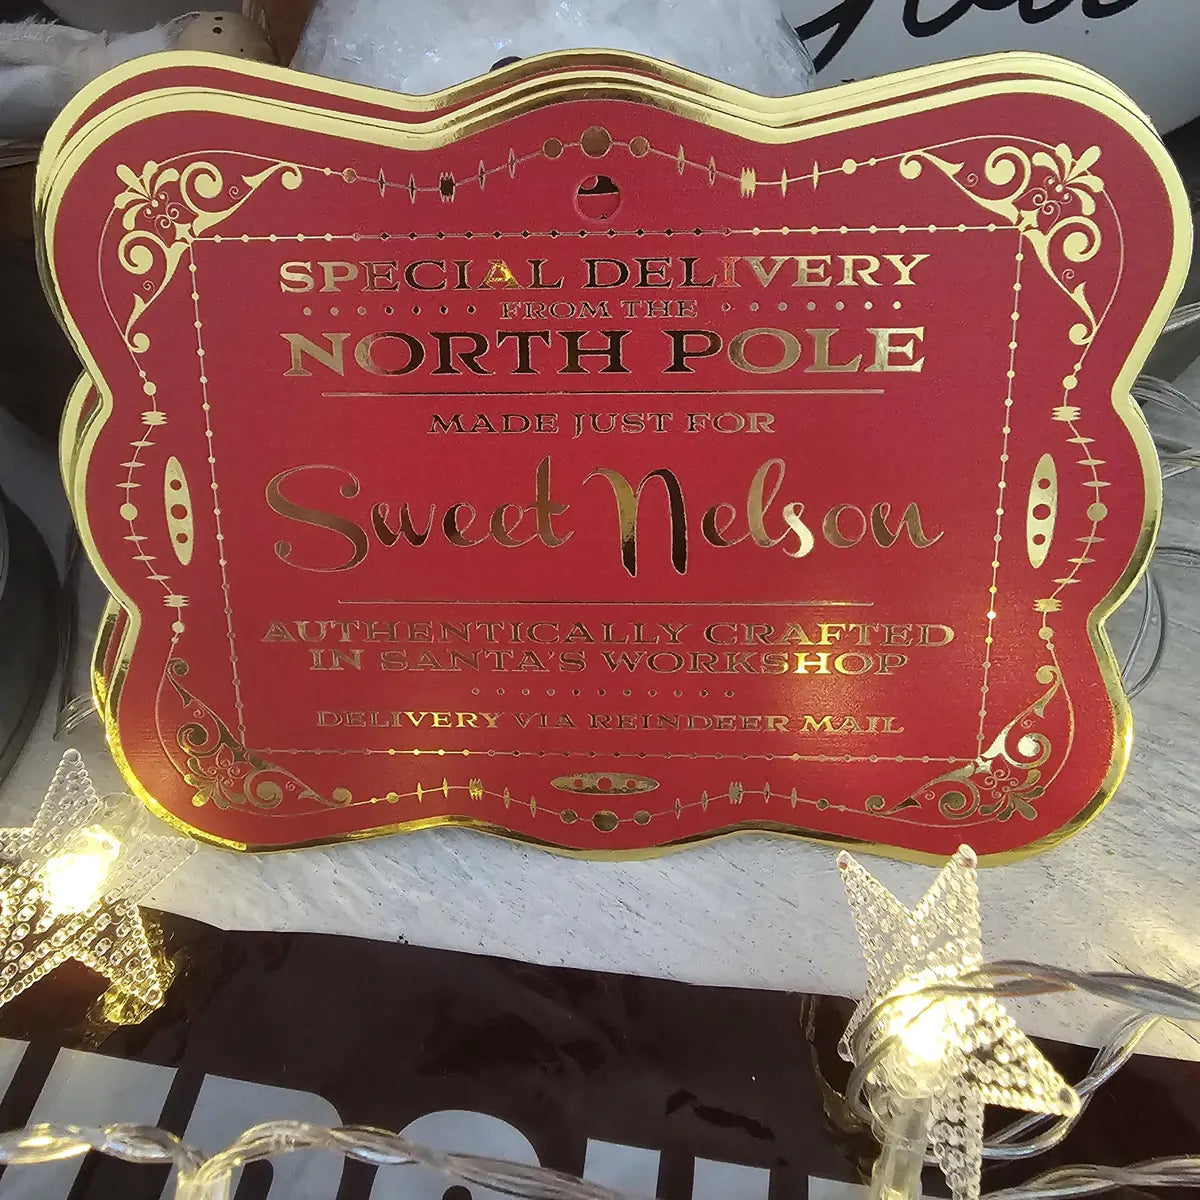 SPECIAL DELIVERY
FROM THE
NORTH POLE
MADE JUST FOR
Sweet Nelson
AUTHENTICALLY CRAFTED
IN SANTA'S WORKSHOP
DELIVERY VIA REINDEER MAIL